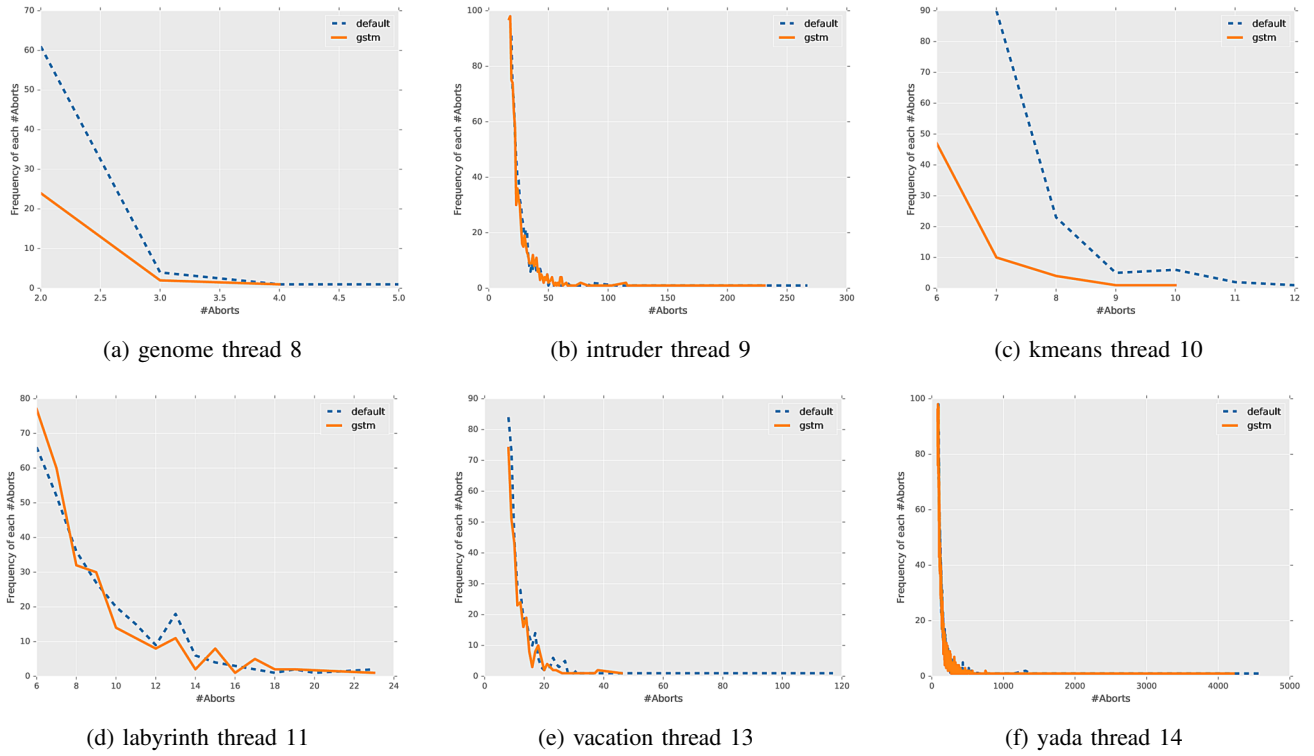 70
60
50
40
30
20
10
0
Frequency of each #Aborts
default
gstm
2.0 2.5 3.0 3.5 4.0 4.5 5.0
#Aborts
(a) genome thread 8
100
80
60
40
20
0
Frequency of each #Aborts
default
gstm
0 50 100 150 200 250 300
#Aborts
(b) intruder thread 9
90
80
70
60
50
40
30
20
10
0
Frequency of each #Aborts
default
gstm
6 7 8 9 10 11 12
#Aborts
(c) kmeans thread 10
80
70
60
50
40
30
20
10
0
Frequency of each #Aborts
default
gstm
6 8 10 12 14 16 18 20 22 24
#Aborts
(d) labyrinth thread 11
90
80
70
60
50
40
30
20
10
0
Frequency of each #Aborts
default
gstm
0 20 40 60 80 100 120
#Aborts
(e) vacation thread 13
100
80
60
40
20
0
Frequency of each #Aborts
default
gstm
0 1000 2000 3000 4000 5000
#Aborts
(f) yada thread 14